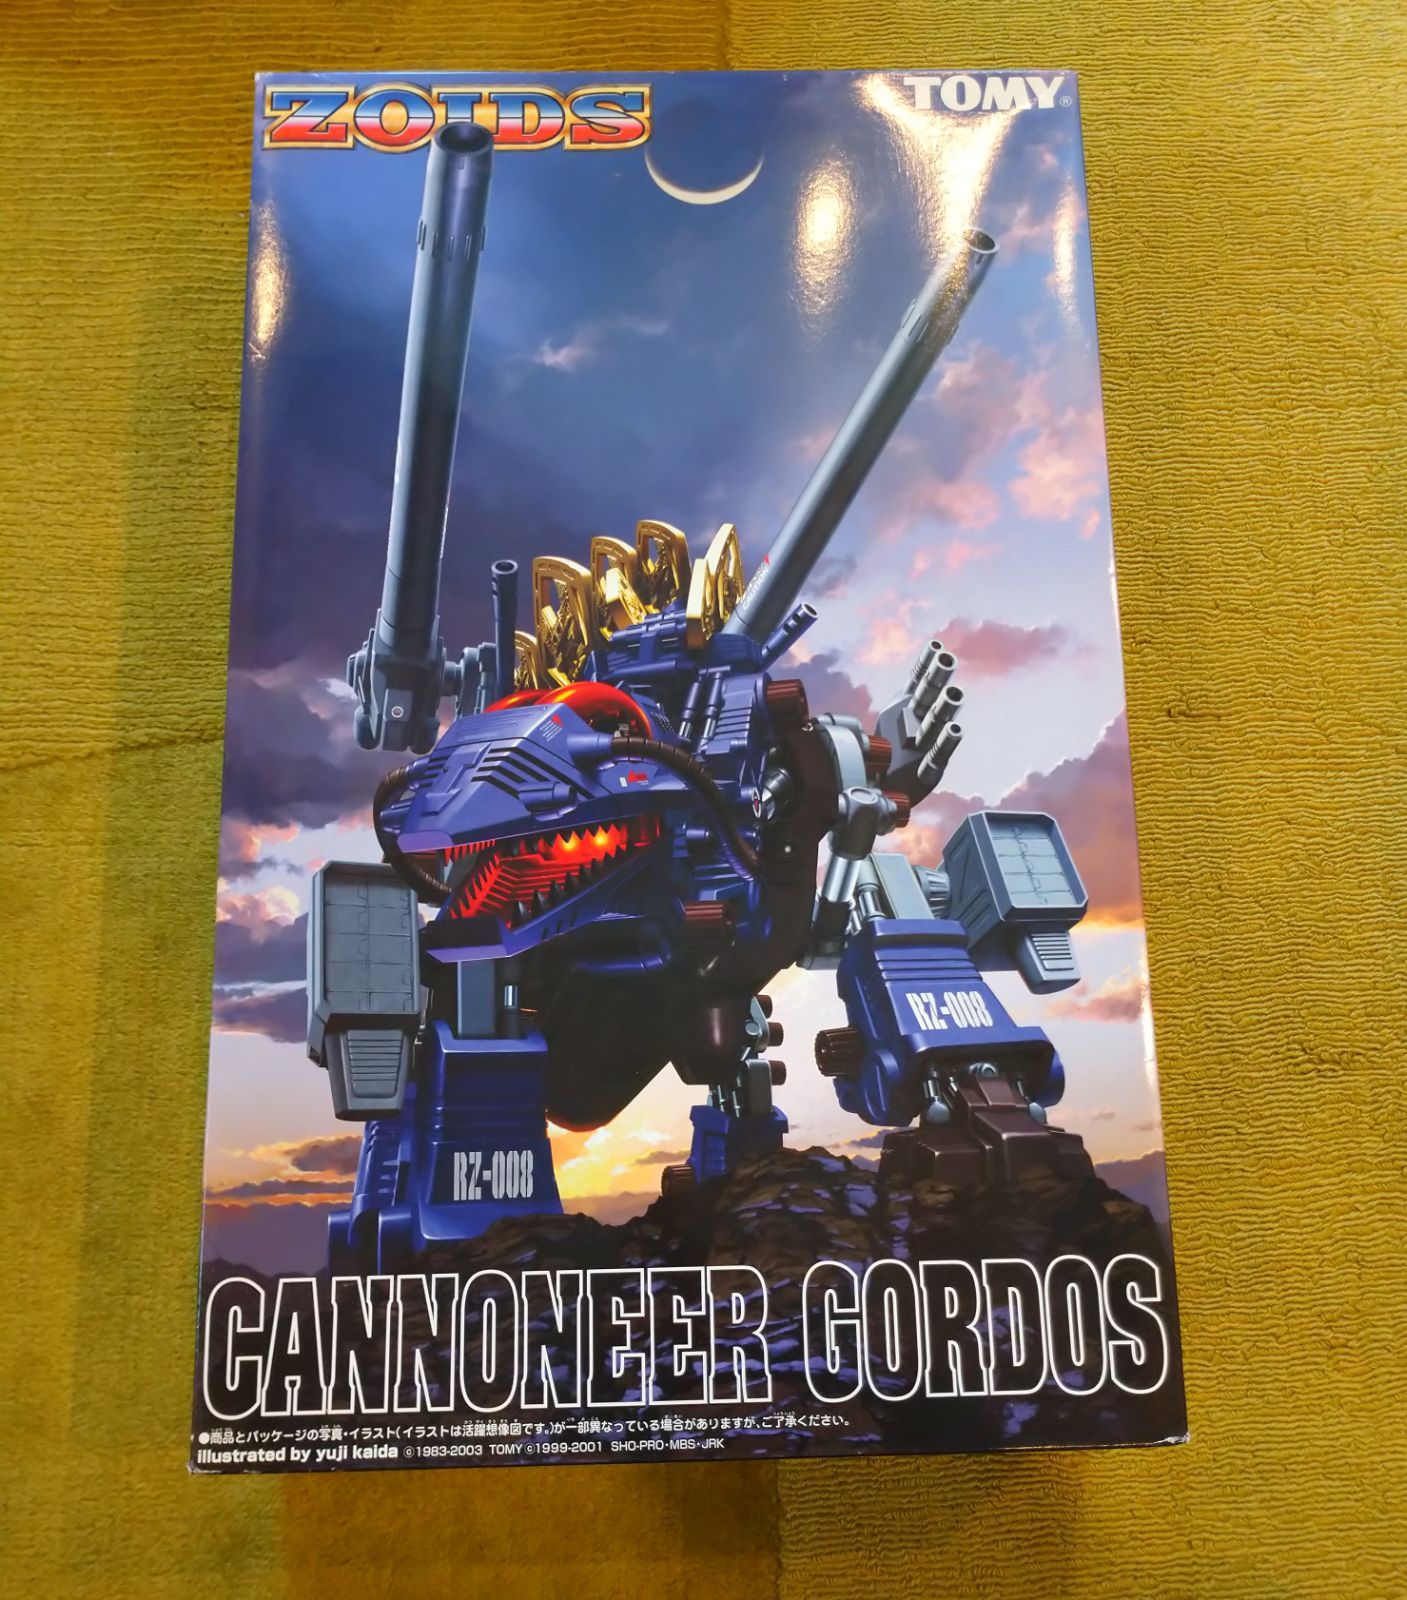 ZOIDS
TOMY®
CAUTION
RZ-008
RZ-008
CANNONEER GORDOS
●商品とパッケージの写真・イラスト(イラストは活躍想像図です。)が一部異なっている場合がありますが、ご了承ください。
illustrated by yuji kaida ©1983-2003 TOMY ©1999-2001 SHO-PRO・MBS・JRK